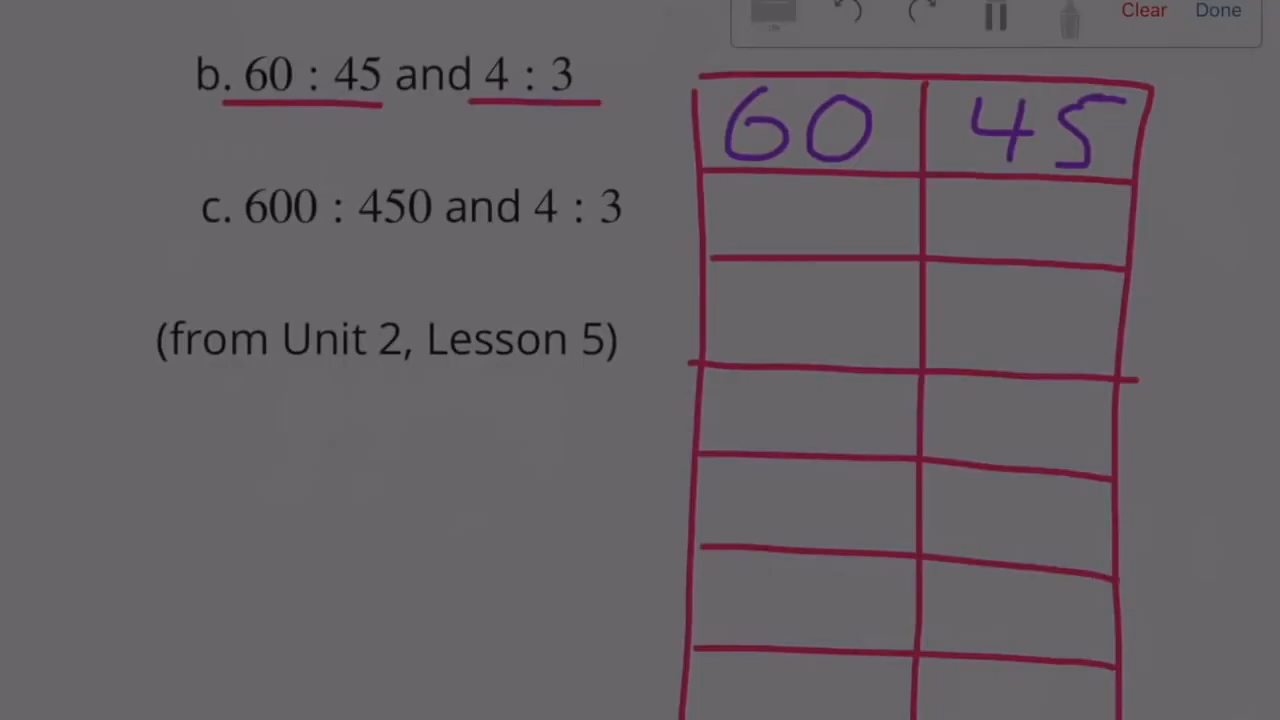 Clear Done
b. 60 : 45 and 4 : 3
60 45
c. 600 : 450 and 4 : 3
(from Unit 2, Lesson 5)